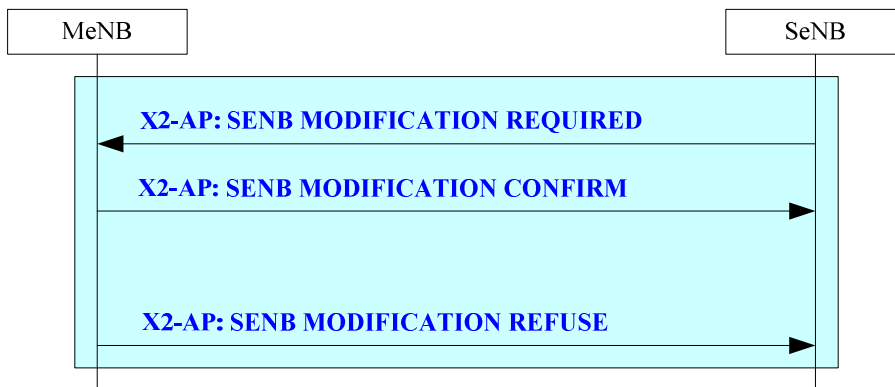 MeNB
SeNB
X2-AP: SENB MODIFICATION REQUIRED
X2-AP: SENB MODIFICATION CONFIRM
X2-AP: SENB MODIFICATION REFUSE